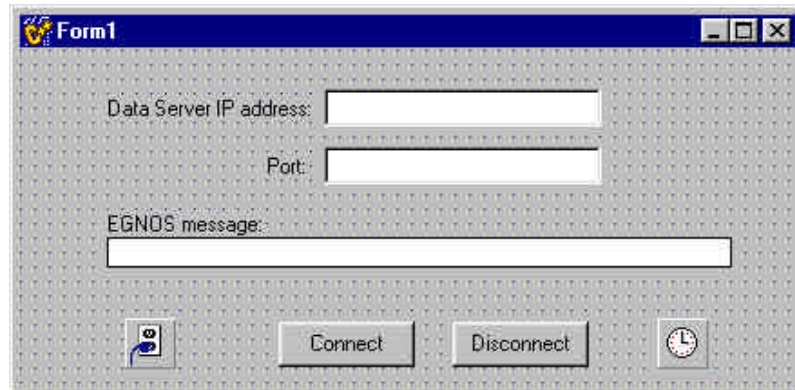 Form1
Data Server IP address:
Port:
EGNOS message:
Connect Disconnect